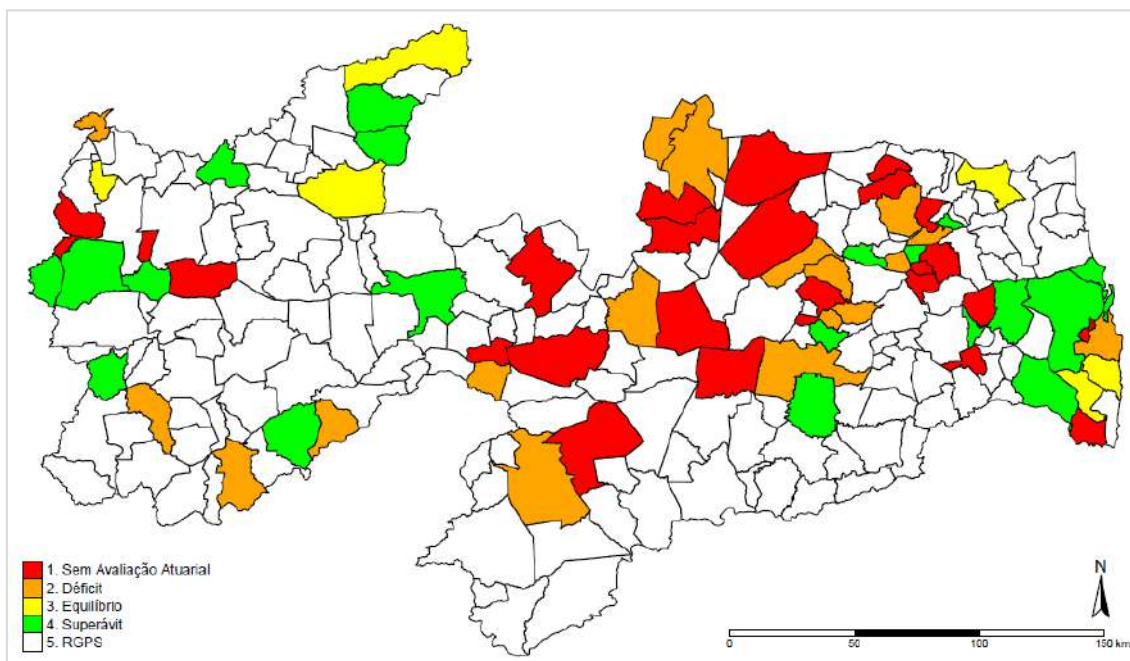 1. Sem Avaliação Atuarial
2. Déficit
3. Equilíbrio
4. Superávit
5. RGPS
N
0 50 100 150 km